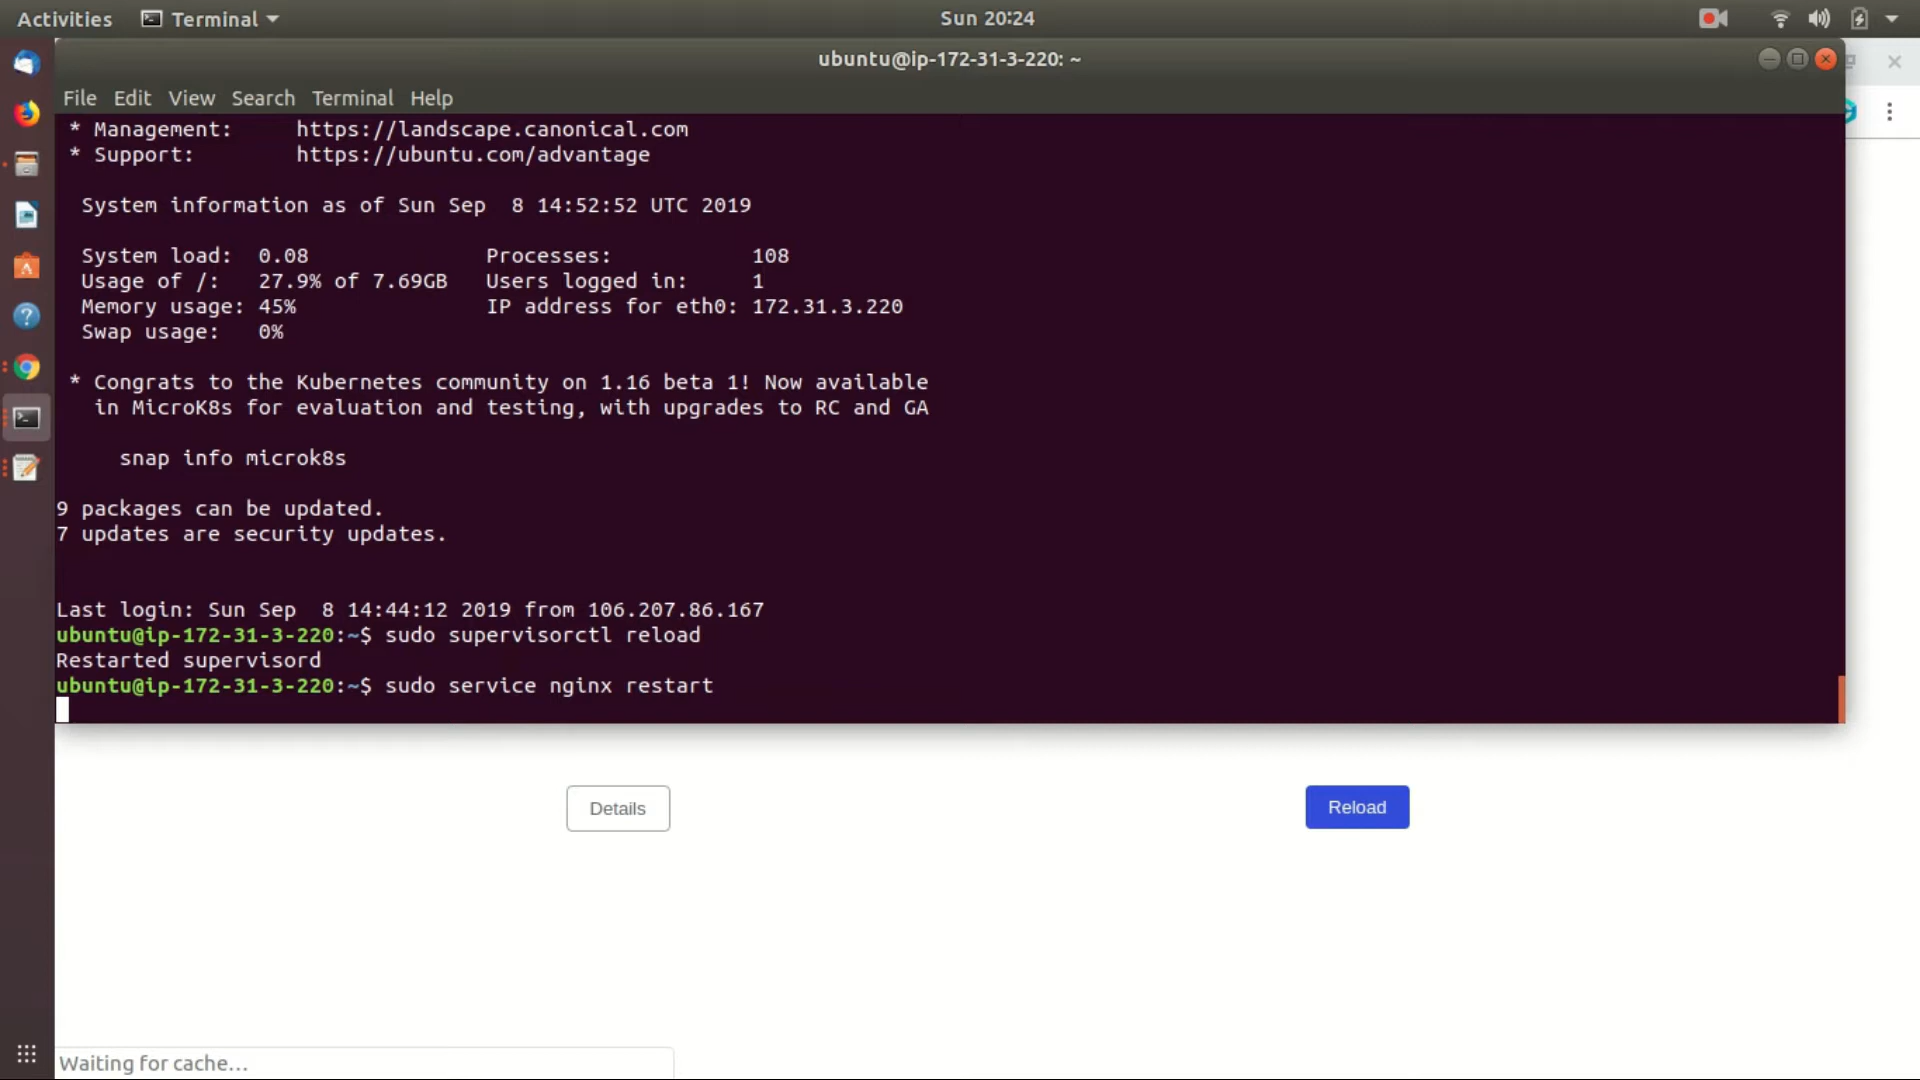 Activities Terminal Sun 20:24
ubuntu@ip-172-31-3-220: ~
File Edit View Search Terminal Help
* Management: https://landscape.canonical.com
* Support: https://ubuntu.com/advantage
System information as of Sun Sep 8 14:52:52 UTC 2019
System load: 0.08 Processes: 108
Usage of /: 27.9% of 7.69GB Users logged in: 1
Memory usage: 45% IP address for eth0: 172.31.3.220
Swap usage: 0%
* Congrats to the Kubernetes community on 1.16 beta 1! Now available
in MicroK8s for evaluation and testing, with upgrades to RC and GA
snap info microk8s
9 packages can be updated.
7 updates are security updates.
Last login: Sun Sep 8 14:44:12 2019 from 106.207.86.167
ubuntu@ip-172-31-3-220:~$ sudo supervisorctl reload
Restarted supervisord
ubuntu@ip-172-31-3-220:~$ sudo service nginx restart
Details Reload
Waiting for cache...